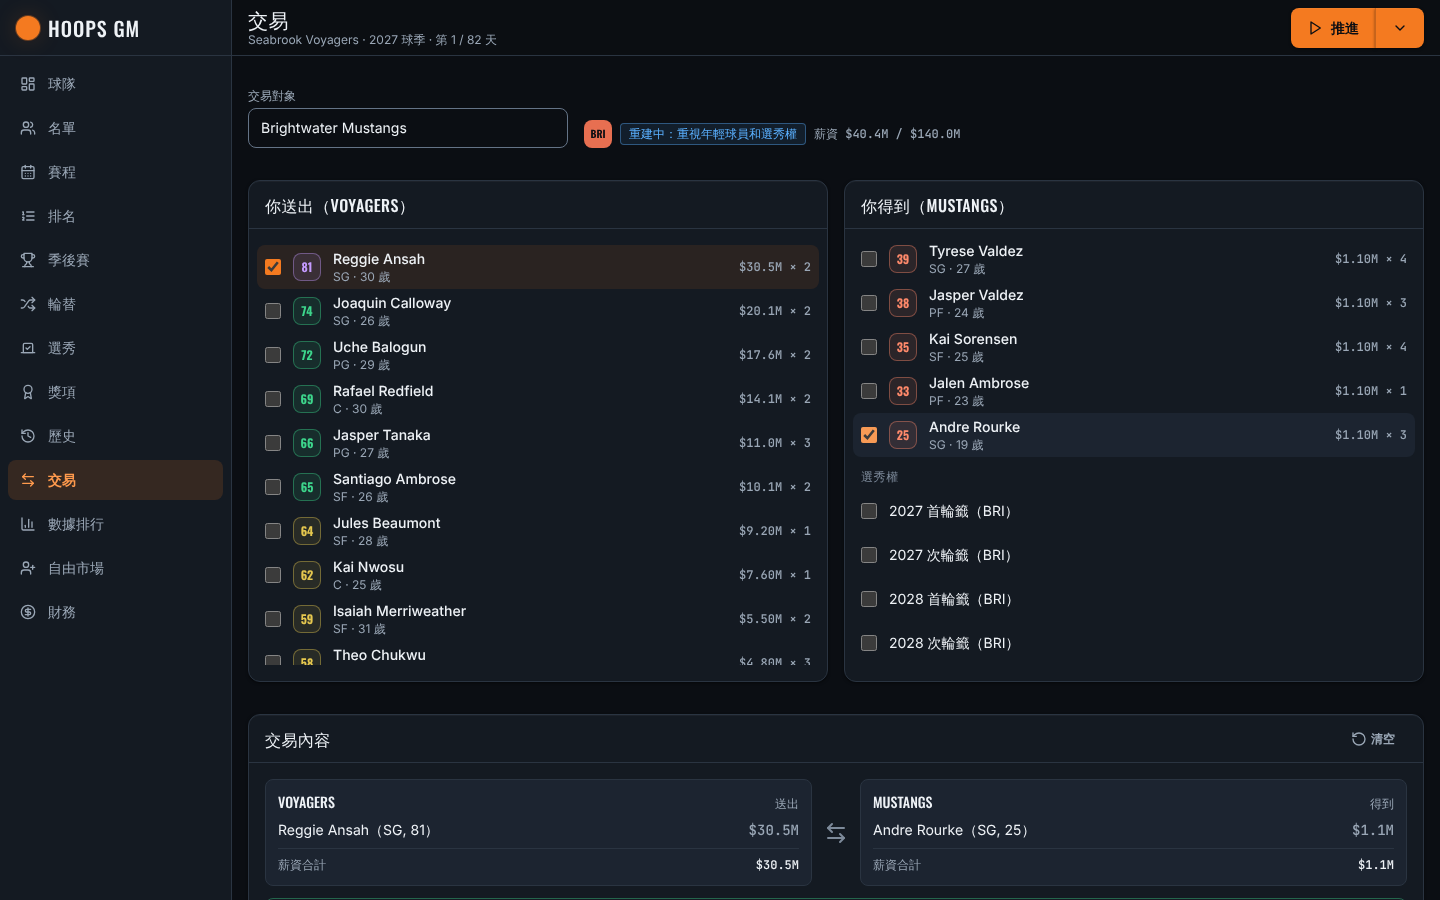 HOOPS GM
球隊
名單
賽程
排名
季後賽
輪替
選秀
獎項
歷史
交易
數據排行
自由市場
財務
交易
Seabrook Voyagers · 2027 球季 · 第 1 / 82 天
推進
交易對象
Brightwater Mustangs
BRI
重建中：重視年輕球員和選秀權
薪資 $40.4M / $140.0M
你送出（VOYAGERS）
81
Reggie Ansah
SG · 30 歲
$30.5M × 2
74
Joaquin Calloway
SG · 26 歲
$20.1M × 2
72
Uche Balogun
PG · 29 歲
$17.6M × 2
69
Rafael Redfield
C · 30 歲
$14.1M × 2
66
Jasper Tanaka
PG · 27 歲
$11.0M × 3
65
Santiago Ambrose
SF · 26 歲
$10.1M × 2
64
Jules Beaumont
SF · 28 歲
$9.20M × 1
62
Kai Nwosu
C · 25 歲
$7.60M × 1
59
Isaiah Merriweather
SF · 31 歲
$5.50M × 2
58
Theo Chukwu
$4.80M × 3
你得到（MUSTANGS）
39
Tyrese Valdez
SG · 27 歲
$1.10M × 4
38
Jasper Valdez
PF · 24 歲
$1.10M × 3
35
Kai Sorensen
SF · 25 歲
$1.10M × 4
33
Jalen Ambrose
PF · 23 歲
$1.10M × 1
25
Andre Rourke
SG · 19 歲
$1.10M × 3
選秀權
2027 首輪籤（BRI）
2027 次輪籤（BRI）
2028 首輪籤（BRI）
2028 次輪籤（BRI）
交易內容
清空
VOYAGERS
送出
Reggie Ansah（SG, 81）
$30.5M
薪資合計
$30.5M
MUSTANGS
得到
Andre Rourke（SG, 25）
$1.1M
薪資合計
$1.1M